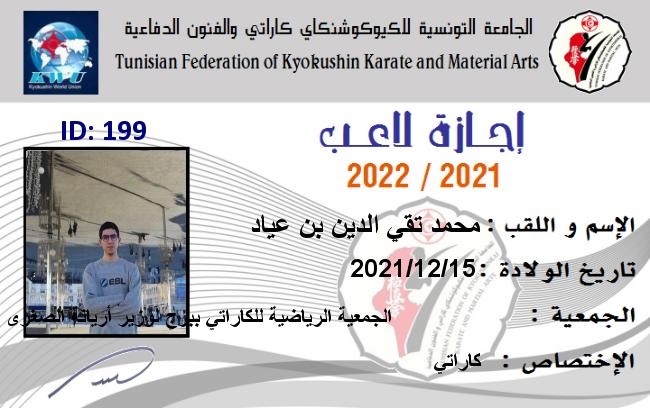 الجامعة التونسية للكيوكوشنكاي كاراتي والفنون الدفاعية
Tunisian Federation of Kyokushin Karate and Material Arts
KWU
Kyokushin World Union
ID: 199
إجازة لاعب
2022 / 2021
الإسم و اللقب : محمد تقي الدين بن عياد
تاريخ الولادة : 2021/12/15
الجمعية : الجمعية الرياضية للكاراتي ببرج لوزير أريانة الصغرى
الإختصاص : كاراتي
EBL